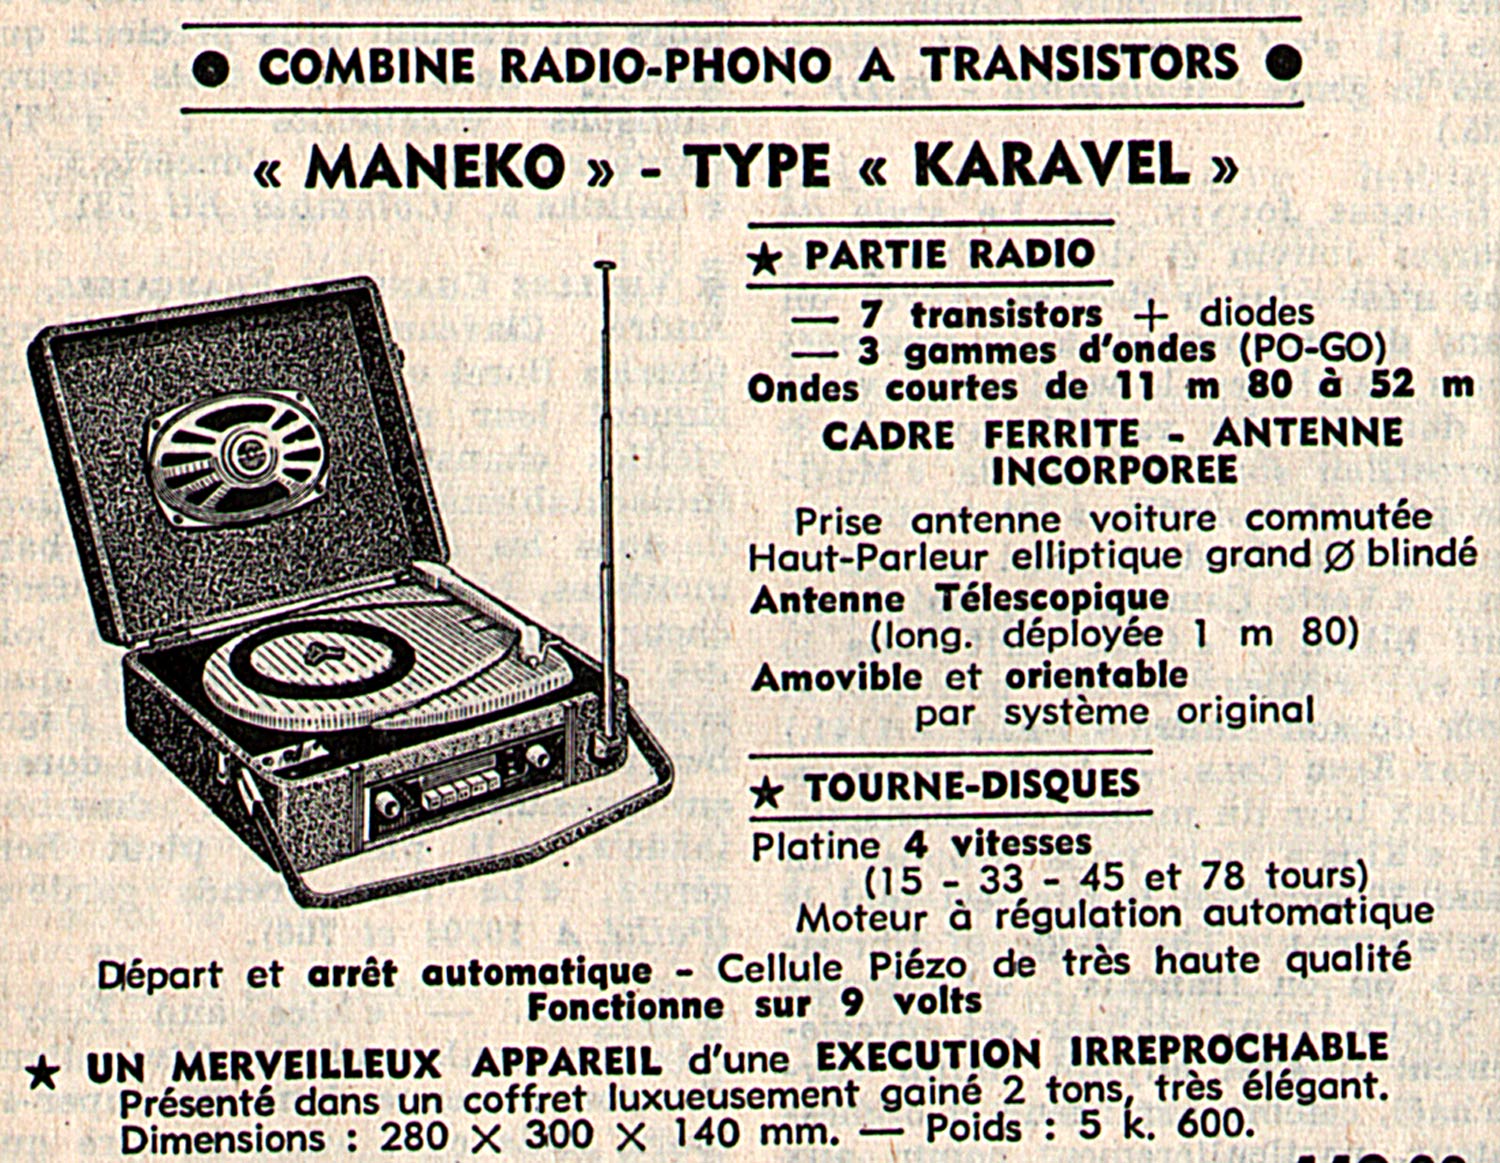 ● COMBINE RADIO-PHONO A TRANSISTORS ●
« MANEKO » - TYPE « KARAVEL »
★ PARTIE RADIO
— 7 transistors + diodes
— 3 gammes d'ondes (PO-GO)
Ondes courtes de 11 m 80 à 52 m
CADRE FERRITE - ANTENNE
INCORPOREE
Prise antenne voiture commutée
Haut-Parleur elliptique grand Ø blindé
Antenne Télescopique
(long. déployée 1 m 80)
Amovible et orientable
par système original
★ TOURNE-DISQUES
Platine 4 vitesses
(15 - 33 - 45 et 78 tours)
Moteur à régulation automatique
Départ et arrêt automatique - Cellule Piézo de très haute qualité
Fonctionne sur 9 volts
★ UN MERVEILLEUX APPAREIL d'une EXECUTION IRREPROCHABLE
Présenté dans un coffret luxueusement gainé 2 tons, très élégant.
Dimensions : 280 × 300 × 140 mm. — Poids : 5 k. 600.